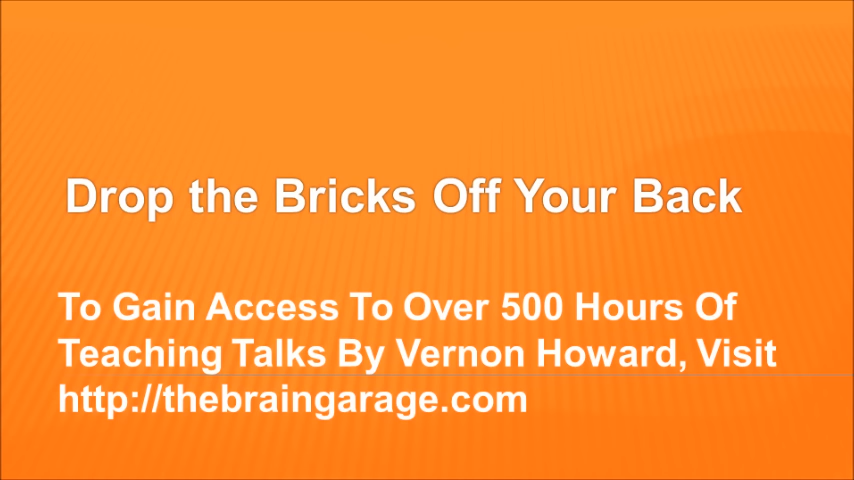 Drop the Bricks Off Your Back
To Gain Access To Over 500 Hours Of
Teaching Talks By Vernon Howard, Visit
http://thebraingarage.com